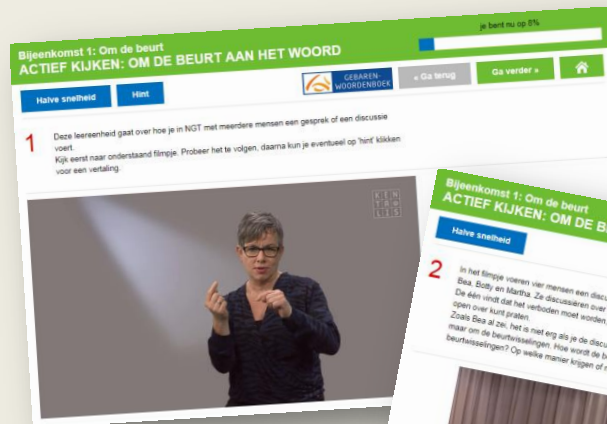 Bijeenkomst 1: Om de beurt
ACTIEF KIJKEN: OM DE BEURT AAN HET WOORD
je bent nu op 8%
Halve snelheid
Hint
GEBAREN-
WOORDENBOEK
« Ga terug
Ga verder »
1
Deze leereenheid gaat over hoe je in NGT met meerdere mensen een gesprek of een discussie
voert.
Kijk eerst naar onderstaand filmpje. Probeer het te volgen, daarna kun je eventueel op 'hint' klikken
voor een vertaling.
KEN
TRO
LIS
Bijeenkomst 1: Om de beurt
ACTIEF KIJKEN: OM DE
Halve snelheid
2
In het filmpje voeren vier mensen een
Bea, Botty en Martha. Ze discussiëren over
De één vindt dat het verboden moet worden,
open over kunt praten.
Zoals Bea al zei, het is niet erg als je de
maar om de beurtwisselingen. Hoe wordt de
beurtwisselingen? Op welke manier krijgen of